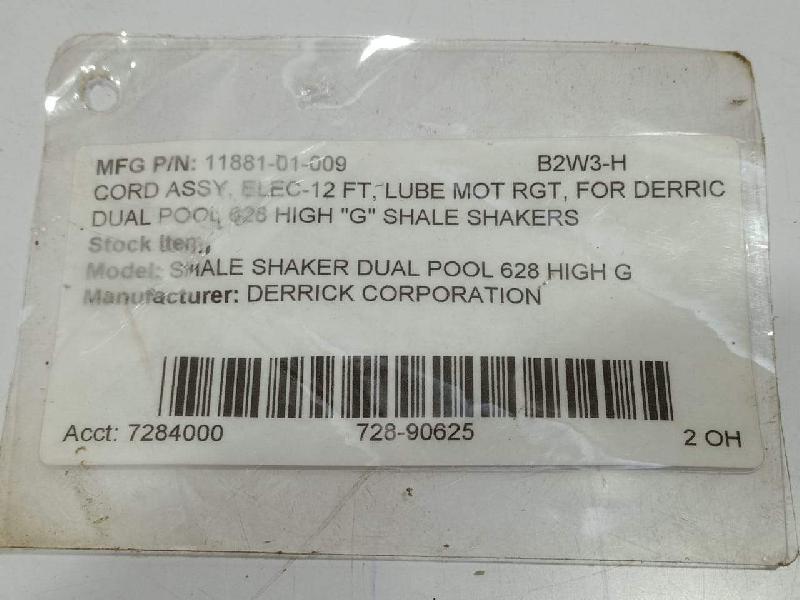 MFG P/N: 11881-01-009 B2W3-H
CORD ASSY, ELEC-12 FT, LUBE MOT RGT, FOR DERRIC
DUAL POOL 628 HIGH "G" SHALE SHAKERS
Stock Item,
Model: SHALE SHAKER DUAL POOL 628 HIGH G
Manufacturer: DERRICK CORPORATION
Acct: 7284000 728-90625 2 OH